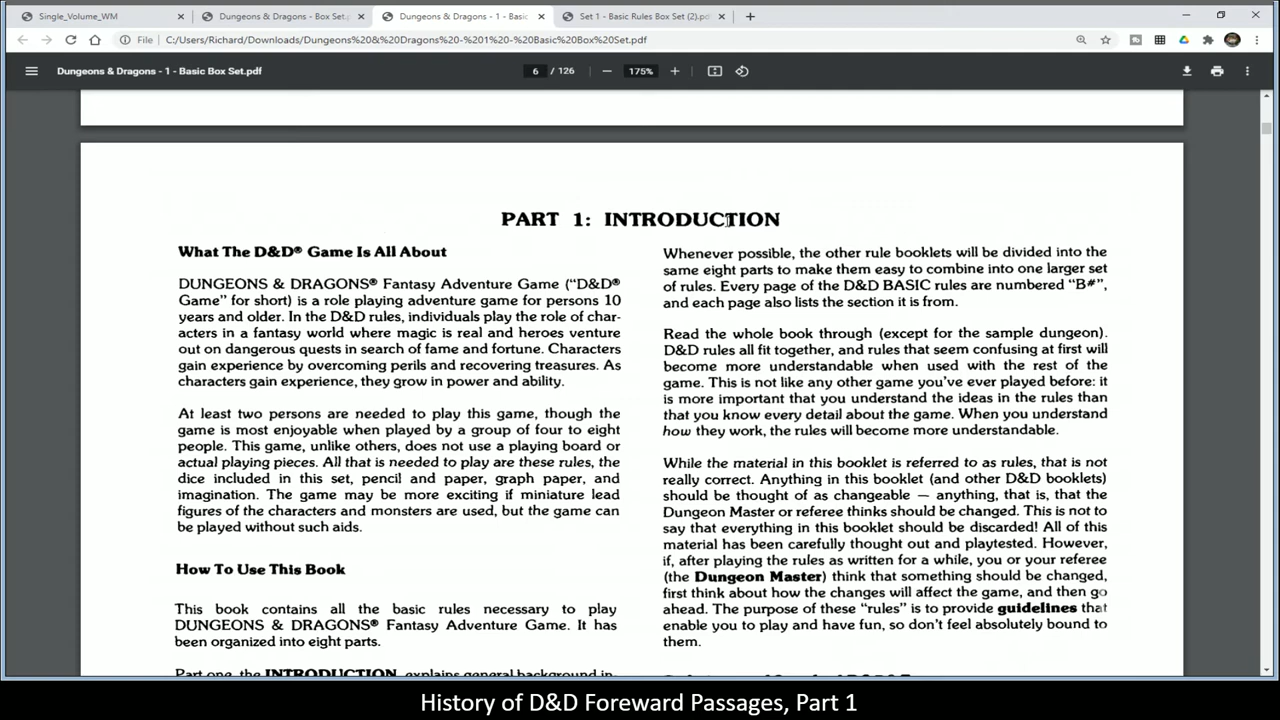 Single_Volume_WM
Dungeons & Dragons - Box Set.p
Dungeons & Dragons - 1 - Basic
Set 1 - Basic Rules Box Set (2).pd
File
C:/Users/Richard/Downloads/Dungeons%20&%20Dragons%20-%201%20-%20Basic%20Box%20Set.pdf
Dungeons & Dragons - 1 - Basic Box Set.pdf
6 / 126
175%
PART 1: INTRODUCTION
What The D&D® Game Is All About
DUNGEONS & DRAGONS® Fantasy Adventure Game ("D&D®
Game" for short) is a role playing adventure game for persons 10
years and older. In the D&D rules, individuals play the role of char-
acters in a fantasy world where magic is real and heroes venture
out on dangerous quests in search of fame and fortune. Characters
gain experience by overcoming perils and recovering treasures. As
characters gain experience, they grow in power and ability.
At least two persons are needed to play this game, though the
game is most enjoyable when played by a group of four to eight
people. This game, unlike others, does not use a playing board or
actual playing pieces. All that is needed to play are these rules, the
dice included in this set, pencil and paper, graph paper, and
imagination. The game may be more exciting if miniature lead
figures of the characters and monsters are used, but the game can
be played without such aids.
How To Use This Book
This book contains all the basic rules necessary to play
DUNGEONS & DRAGONS® Fantasy Adventure Game. It has
been organized into eight parts.
Part one, the INTRODUCTION, explains general background in-
Whenever possible, the other rule booklets will be divided into the
same eight parts to make them easy to combine into one larger set
of rules. Every page of the D&D BASIC rules are numbered "B#",
and each page also lists the section it is from.
Read the whole book through (except for the sample dungeon).
D&D rules all fit together, and rules that seem confusing at first will
become more understandable when used with the rest of the
game. This is not like any other game you've ever played before: it
is more important that you understand the ideas in the rules than
that you know every detail about the game. When you understand
how they work, the rules will become more understandable.
While the material in this booklet is referred to as rules, that is not
really correct. Anything in this booklet (and other D&D booklets)
should be thought of as changeable — anything, that is, that the
Dungeon Master or referee thinks should be changed. This is not to
say that everything in this booklet should be discarded! All of this
material has been carefully thought out and playtested. However,
if, after playing the rules as written for a while, you or your referee
(the Dungeon Master) think that something should be changed,
first think about how the changes will affect the game, and then go
ahead. The purpose of these "rules" is to provide guidelines that
enable you to play and have fun, so don't feel absolutely bound to
them.
History of D&D Foreward Passages, Part 1